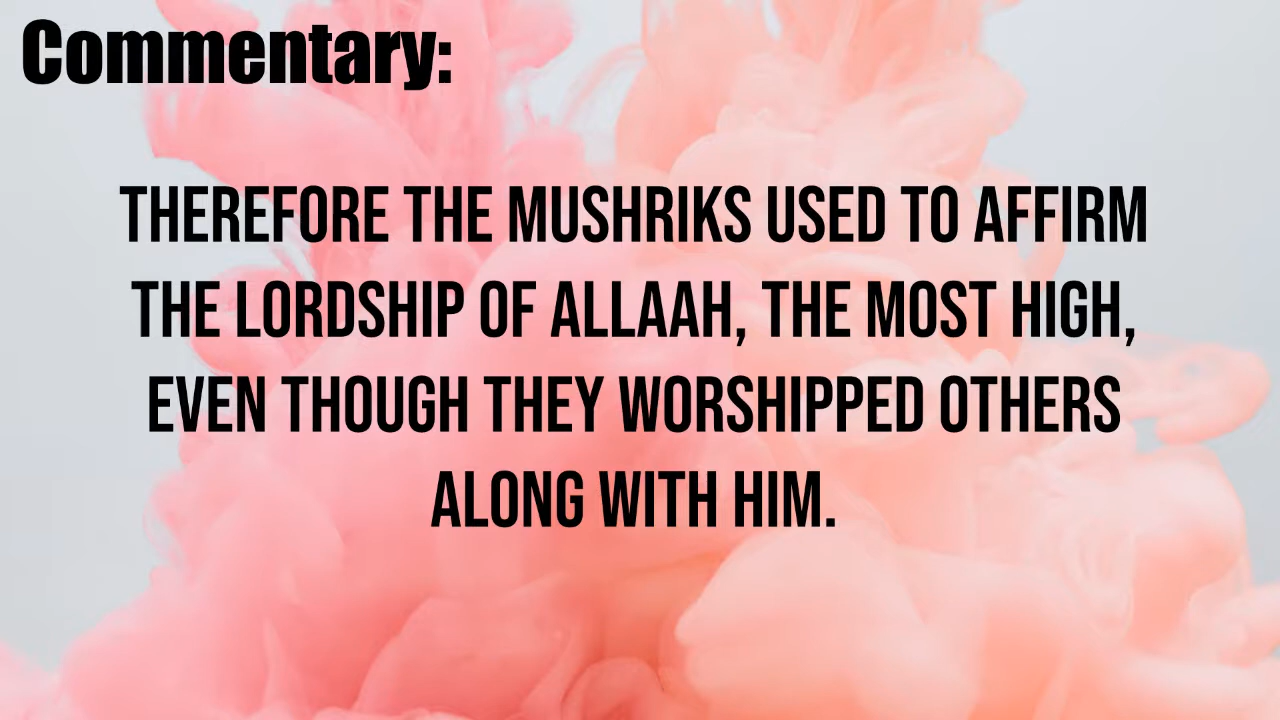 Commentary:
THEREFORE THE MUSHRIKS USED TO AFFIRM
THE LORDSHIP OF ALLAAH, THE MOST HIGH,
EVEN THOUGH THEY WORSHIPPED OTHERS
ALONG WITH HIM.